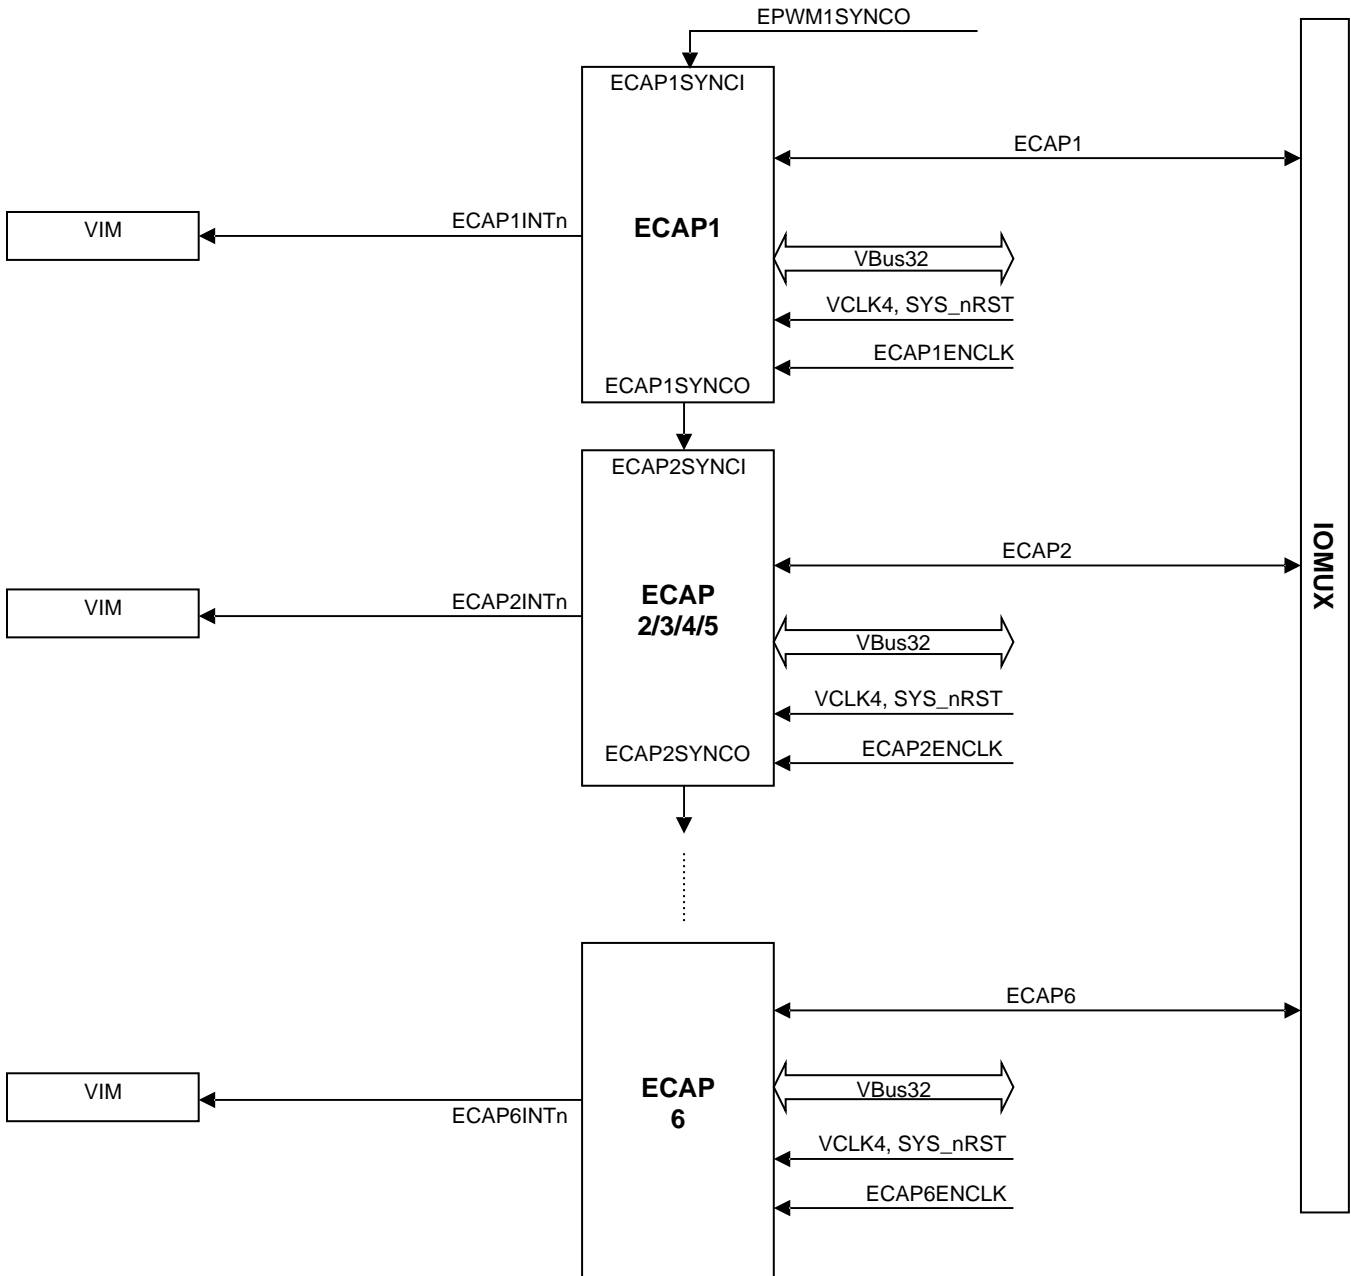 EPWM1SYNCO
ECAP1SYNCI
ECAP1
VIM
ECAP1INTn
ECAP1
VBus32
VCLK4, SYS_nRST
ECAP1ENCLK
ECAP1SYNCO
ECAP2SYNCI
ECAP2
IOMUX
VIM
ECAP2INTn
ECAP
2/3/4/5
VBus32
VCLK4, SYS_nRST
ECAP2SYNCO
ECAP2ENCLK
ECAP6
VIM
ECAP6INTn
ECAP
6
VBus32
VCLK4, SYS_nRST
ECAP6ENCLK